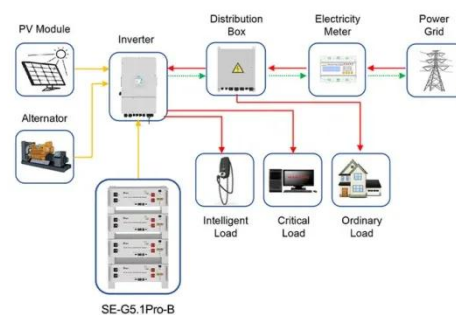 PV Module
Inverter
Distribution
Box
Electricity
Meter
Power
Grid
Alternator
Intelligent
Load
Critical
Load
Ordinary
Load
SE-G5.1Pro-B